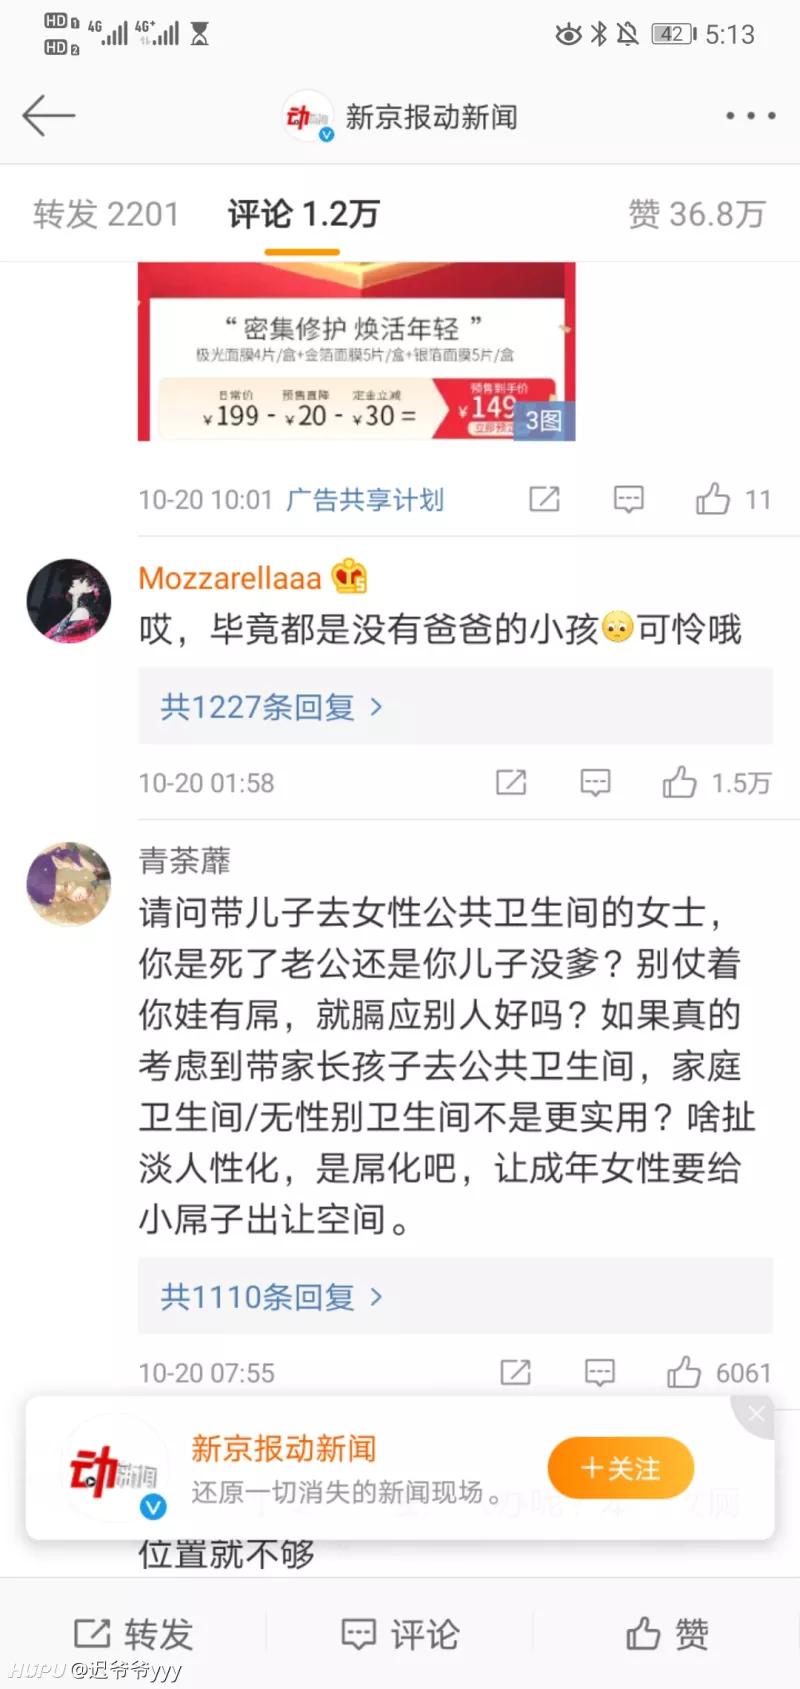 HD 1 4G 4G+ 42 5:13
HD 2
动新闻 新京报动新闻
转发 2201 评论 1.2万 赞 36.8万
“密集修护 焕活年轻”
极光面膜4片/盒+金箔面膜5片/盒+银箔面膜5片/盒
日常价 预售直降 定金立减 预售到手价
¥199 - ¥20 - ¥30 = ¥149
3图
10-20 10:01 广告共享计划 11
Mozzarellaaa 5
哎，毕竟都是没有爸爸的小孩🥺可怜哦
共1227条回复 >
10-20 01:58 1.5万
青荼蘼
请问带儿子去女性公共卫生间的女士，
你是死了老公还是你儿子没爹？别仗着
你娃有屌，就膈应别人好吗？如果真的
考虑到带家长孩子去公共卫生间，家庭
卫生间/无性别卫生间不是更实用？啥扯
淡人性化，是屌化吧，让成年女性要给
小屌子出让空间。
共1110条回复 >
10-20 07:55 6061
动新闻 新京报动新闻
还原一切消失的新闻现场。
+关注
位置就不够
转发 评论 赞
HUPU @迟爷爷yyy